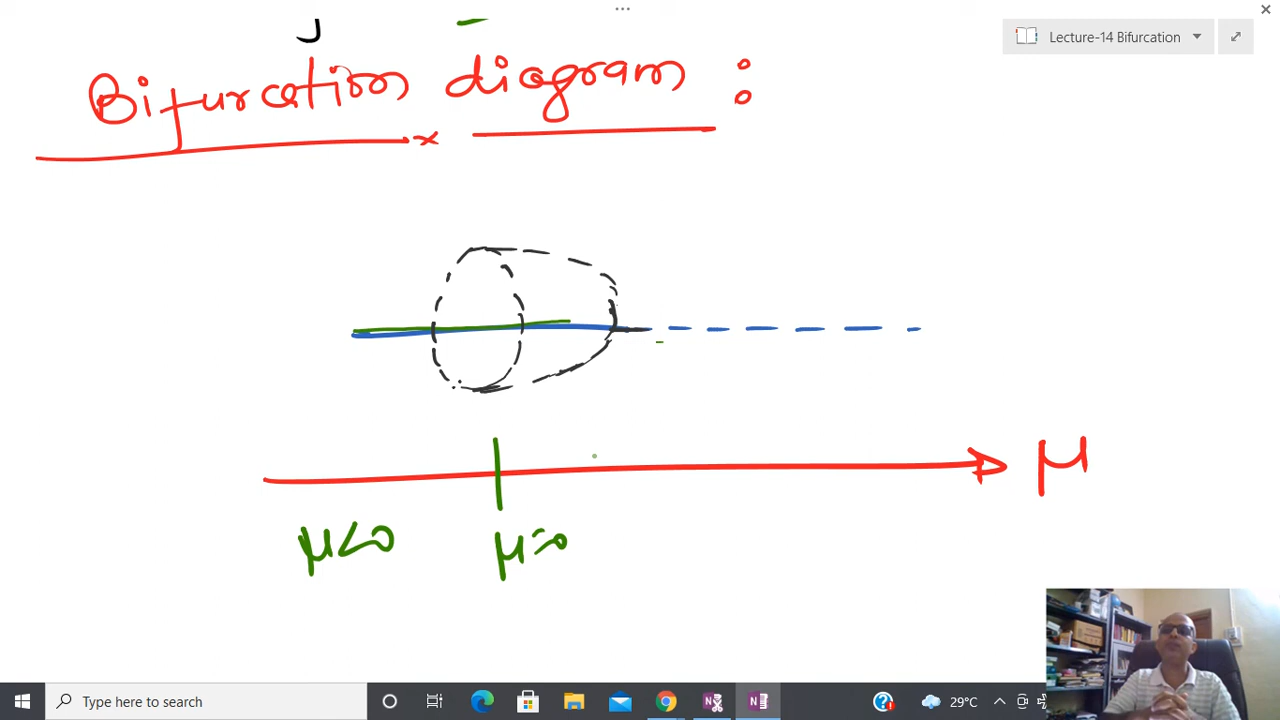 Lecture-14 Bifurcation
Bifurcation diagram :
μ
μ<0
μ=0
Type here to search
29°C